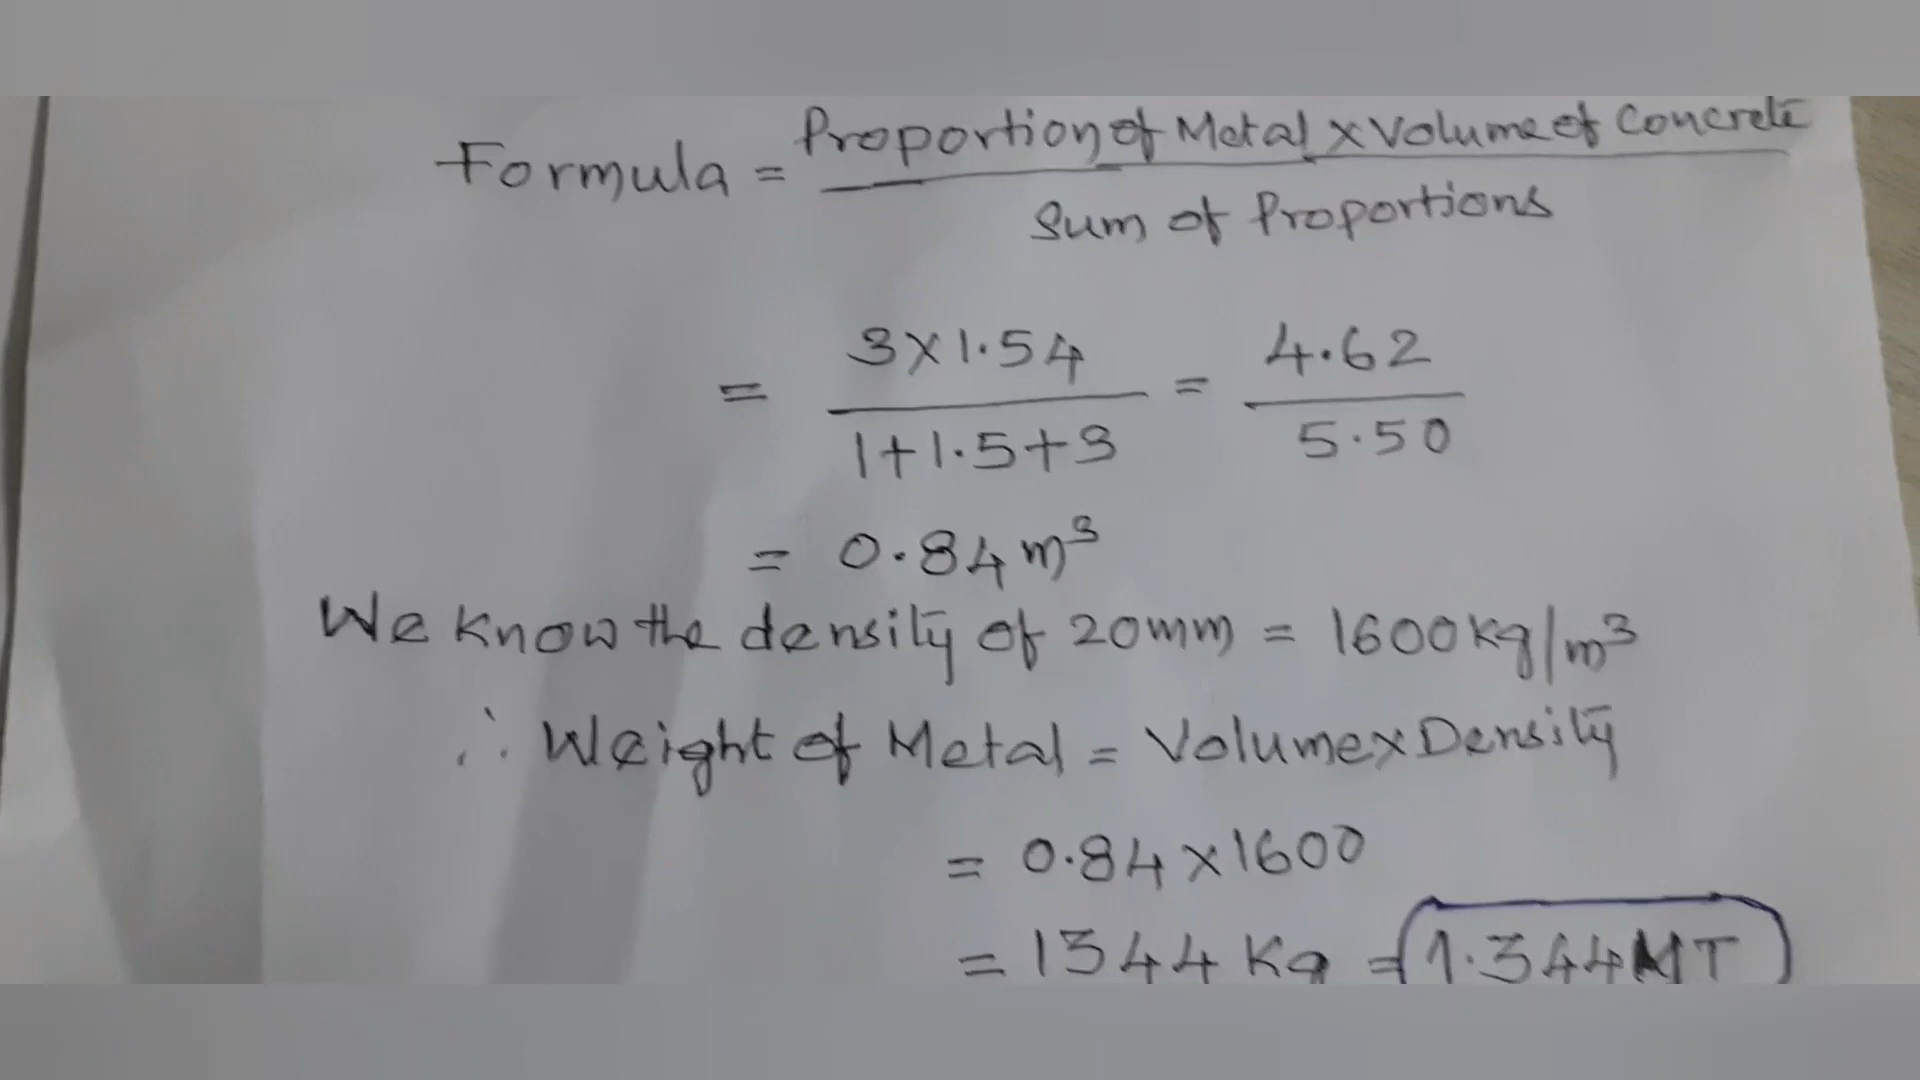 Formula = Proportion of Metal x Volume of Concrete
Sum of Proportions
= 3x1.54 / 1+1.5+3 = 4.62 / 5.50
= 0.84 m³
We know the density of 20mm = 1600 kg/m³
∴ Weight of Metal = Volume x Density
= 0.84 x 1600
= 1344 Kg = 1.344 MT